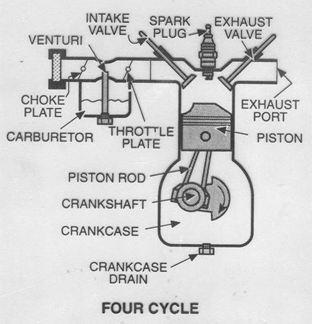 INTAKE
VALVE
SPARK
PLUG
EXHAUST
VALVE
VENTURI
CHOKE
PLATE
CARBURETOR
THROTTLE
PLATE
EXHAUST
PORT
PISTON
PISTON ROD
CRANKSHAFT
CRANKCASE
CRANKCASE
DRAIN
FOUR CYCLE